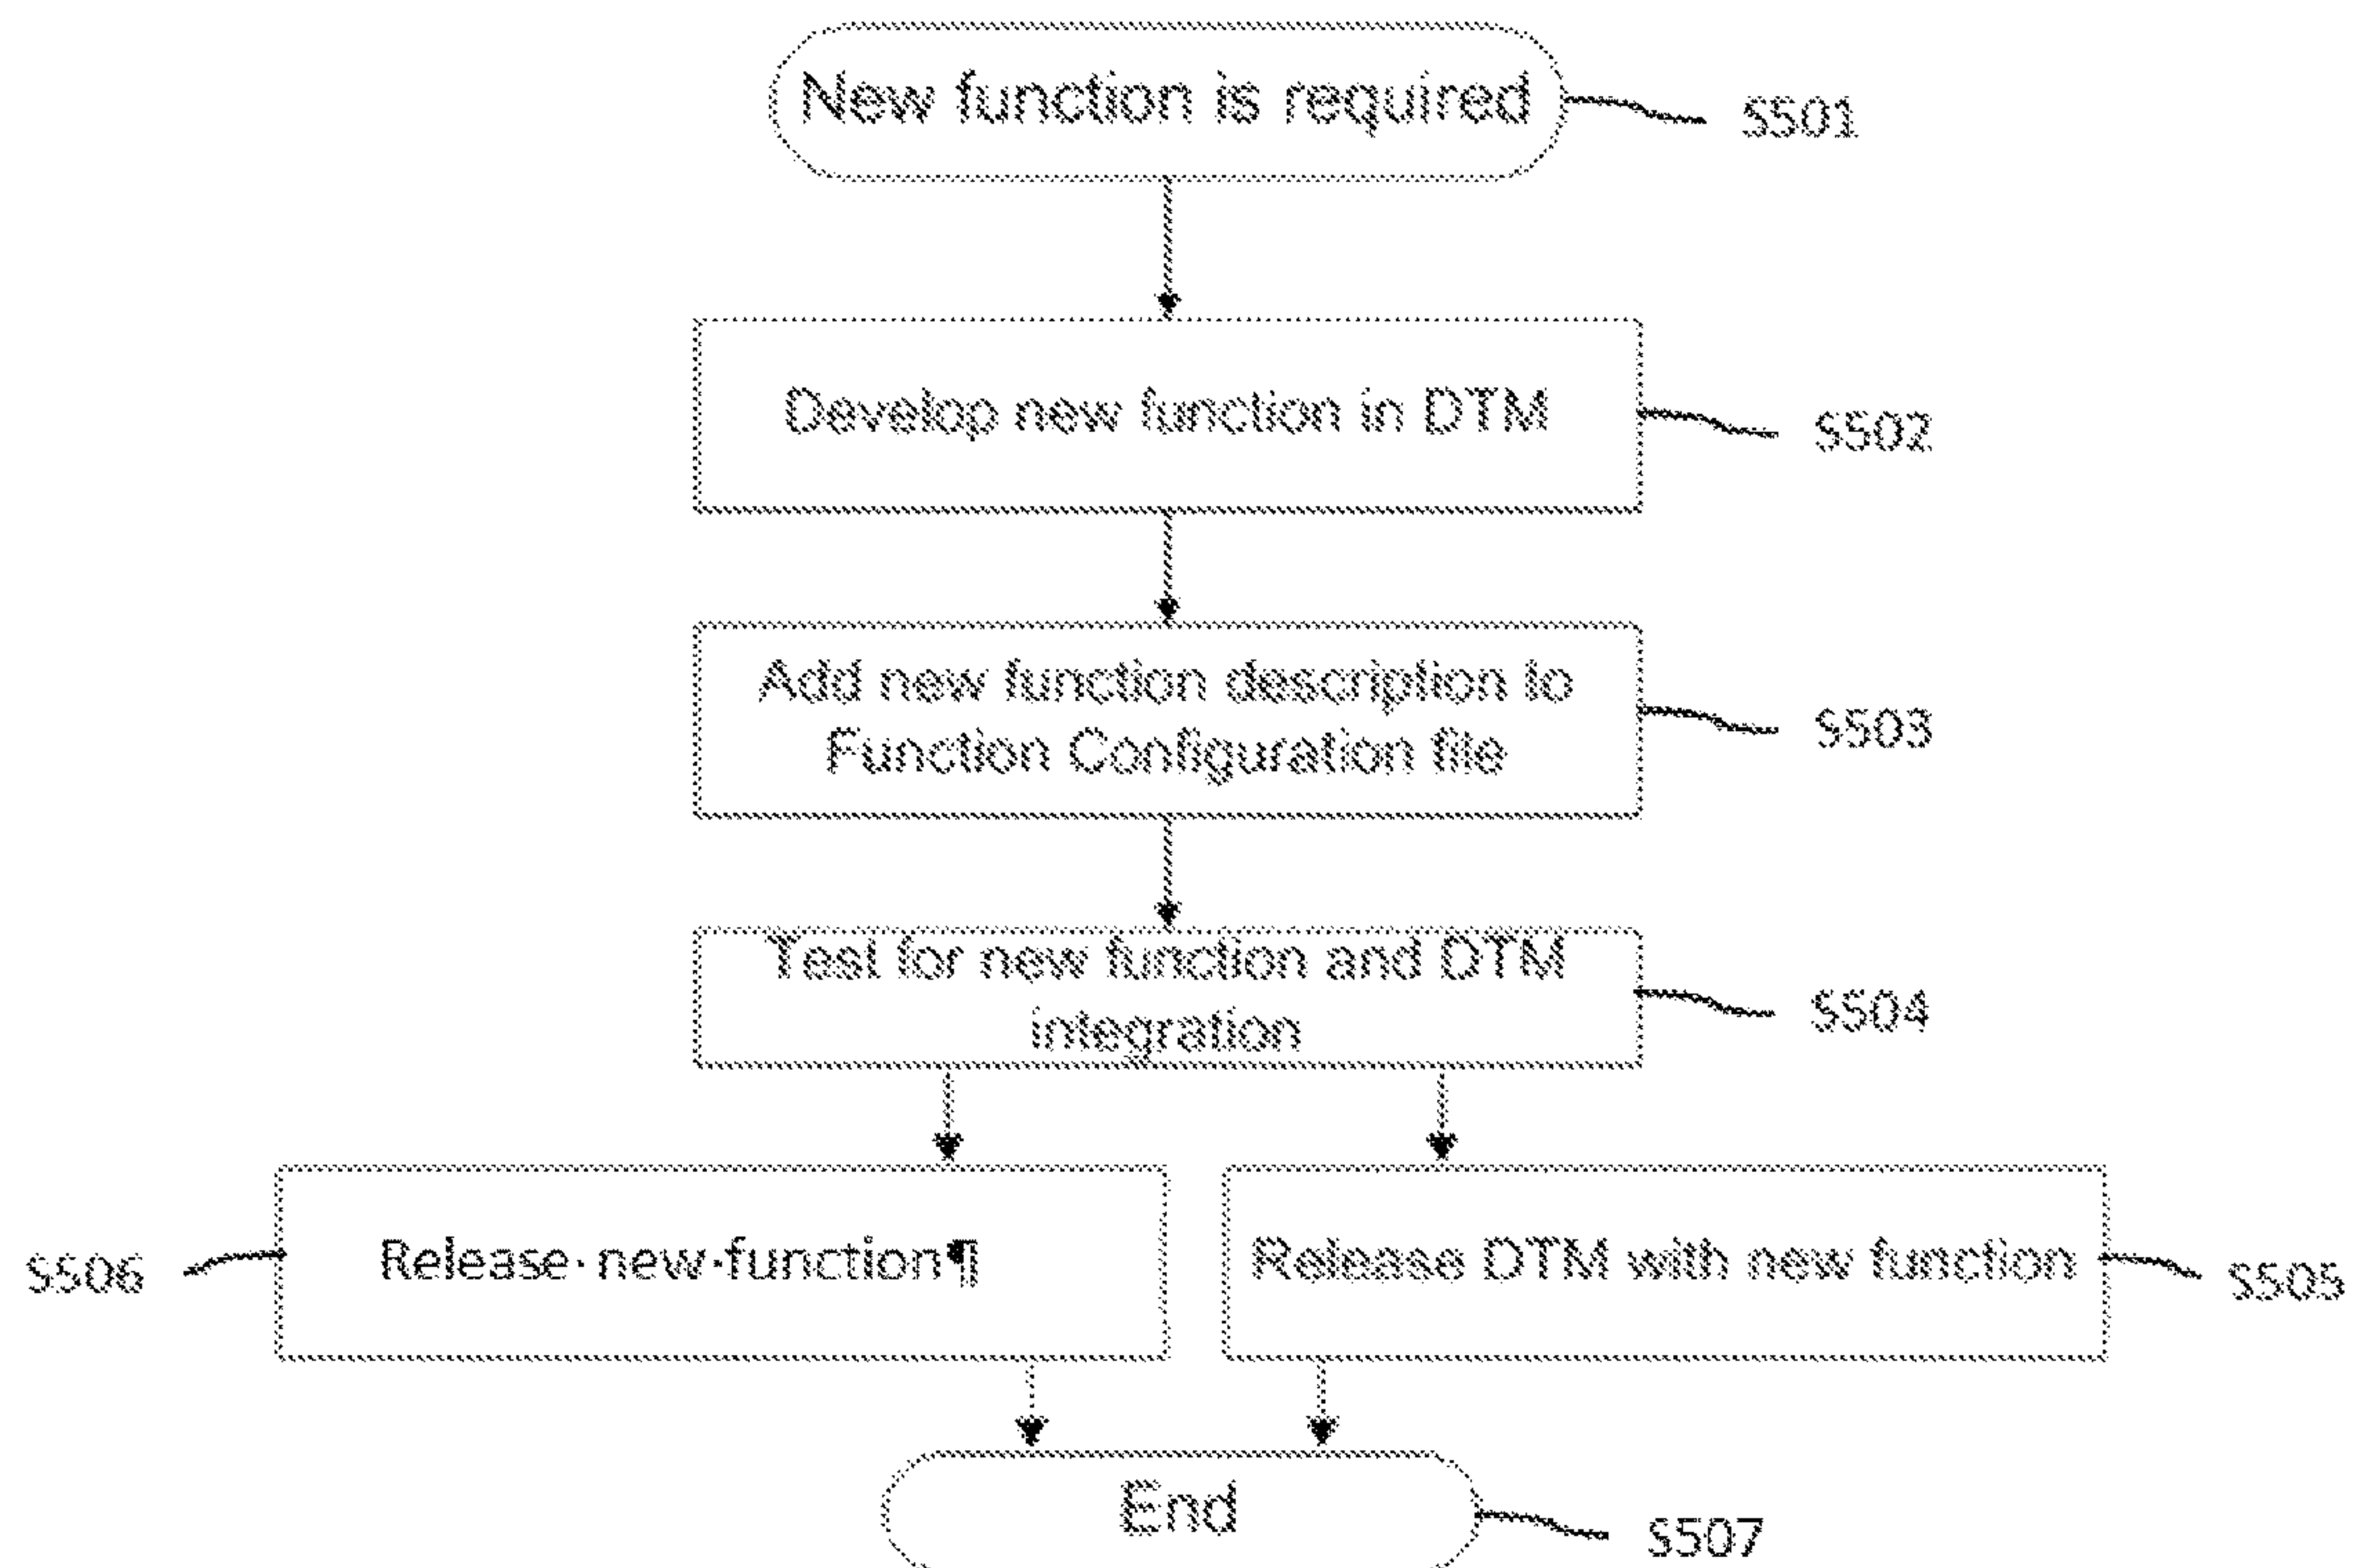 New function is required
S501
Develop new function in DTM
S502
Add new function description to
Function Configuration file
S503
Test for new function and DTM
integration
S504
S506
Release·new·function¶
Release DTM with new function
S505
End
S507